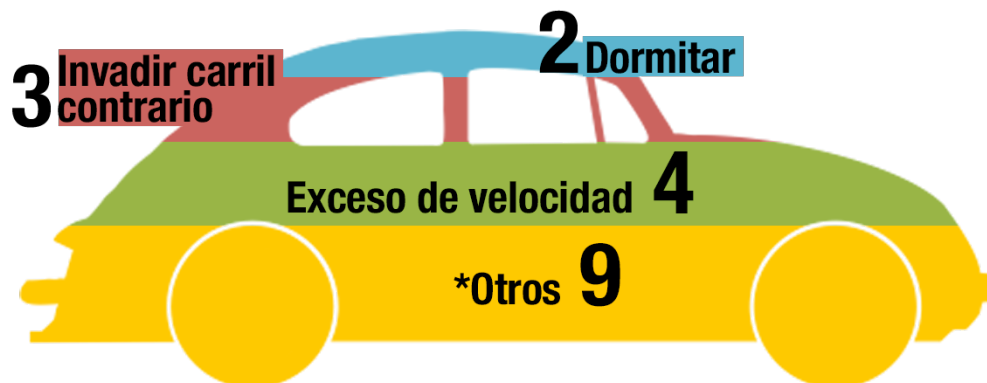 2 Dormitar
3 Invadir carril
contrario
Exceso de velocidad 4
*Otros 9